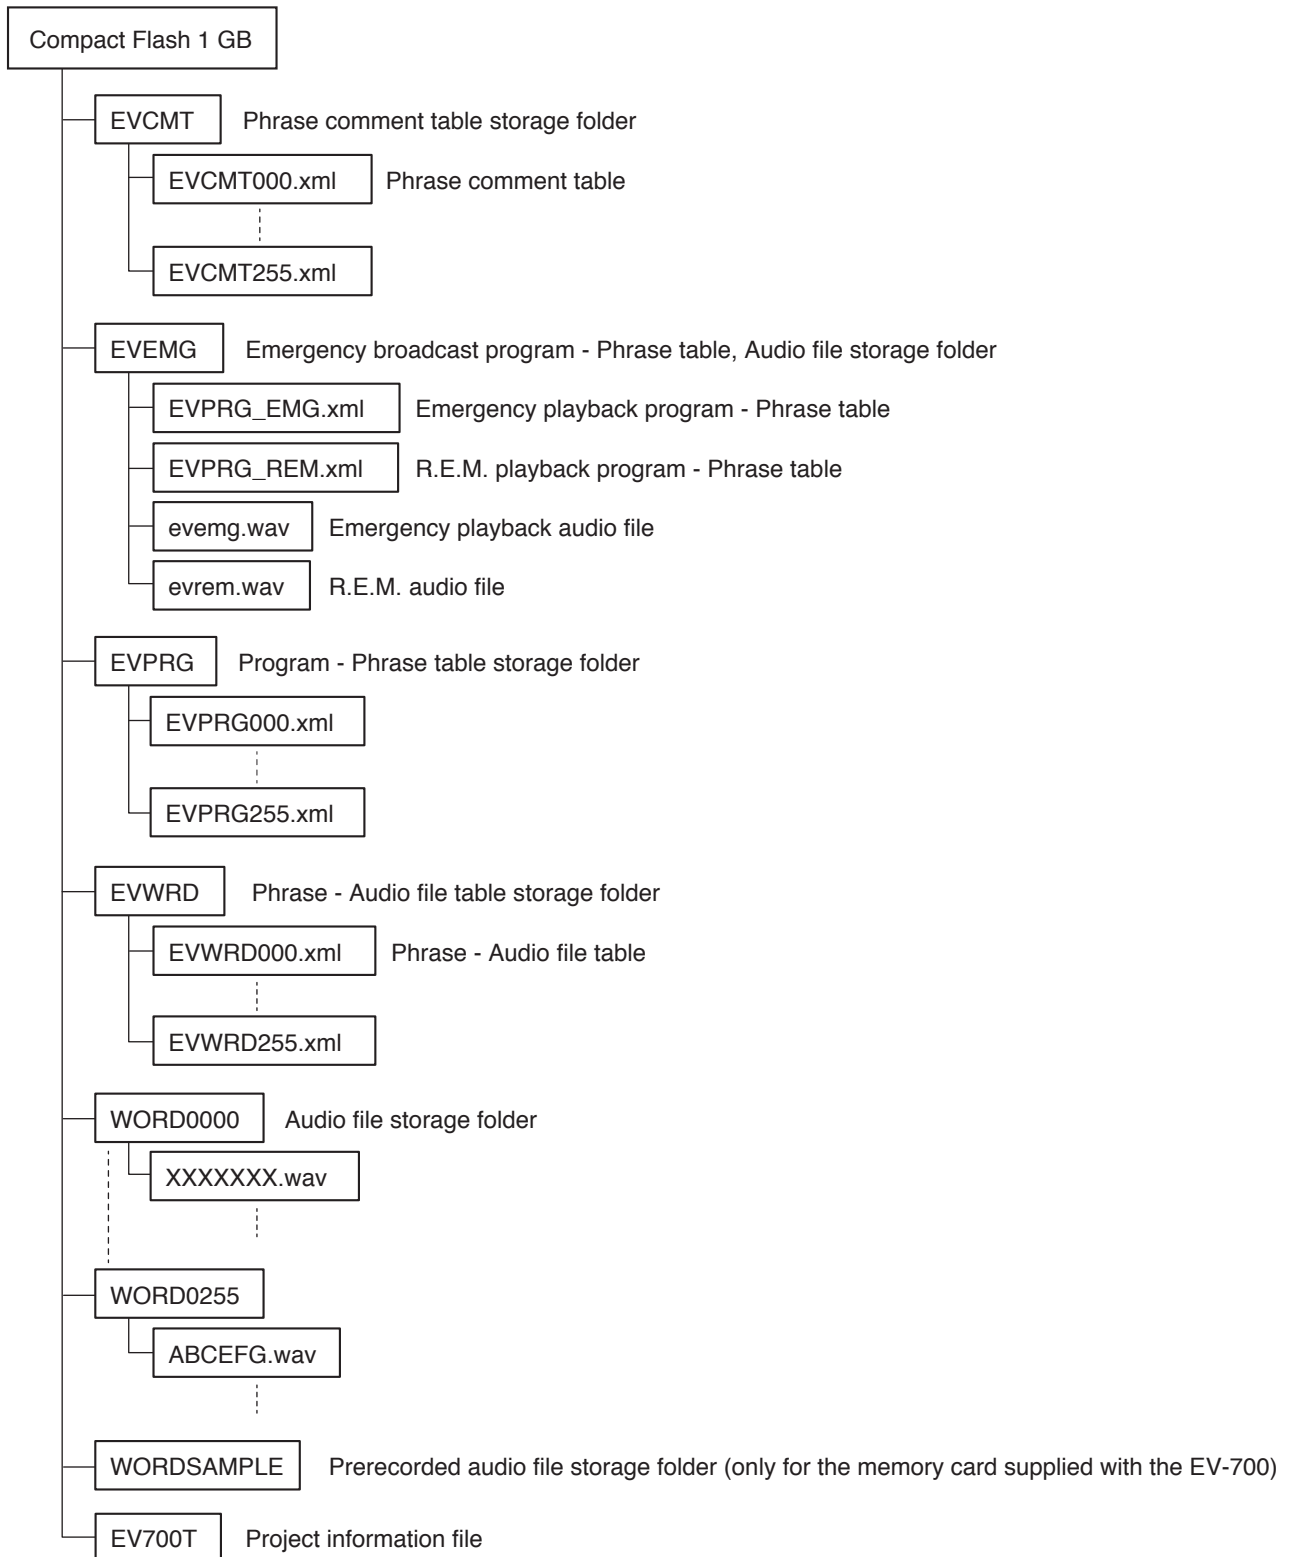 Compact Flash 1 GB
EVCMT Phrase comment table storage folder
EVCMT000.xml Phrase comment table
EVCMT255.xml
EVEMG Emergency broadcast program - Phrase table, Audio file storage folder
EVPRG_EMG.xml Emergency playback program - Phrase table
EVPRG_REM.xml R.E.M. playback program - Phrase table
evemg.wav Emergency playback audio file
evrem.wav R.E.M. audio file
EVPRG Program - Phrase table storage folder
EVPRG000.xml
EVPRG255.xml
EVWRD Phrase - Audio file table storage folder
EVWRD000.xml Phrase - Audio file table
EVWRD255.xml
WORD0000 Audio file storage folder
XXXXXXX.wav
WORD0255
ABCEFG.wav
WORDSAMPLE Prerecorded audio file storage folder (only for the memory card supplied with the EV-700)
EV700T Project information file